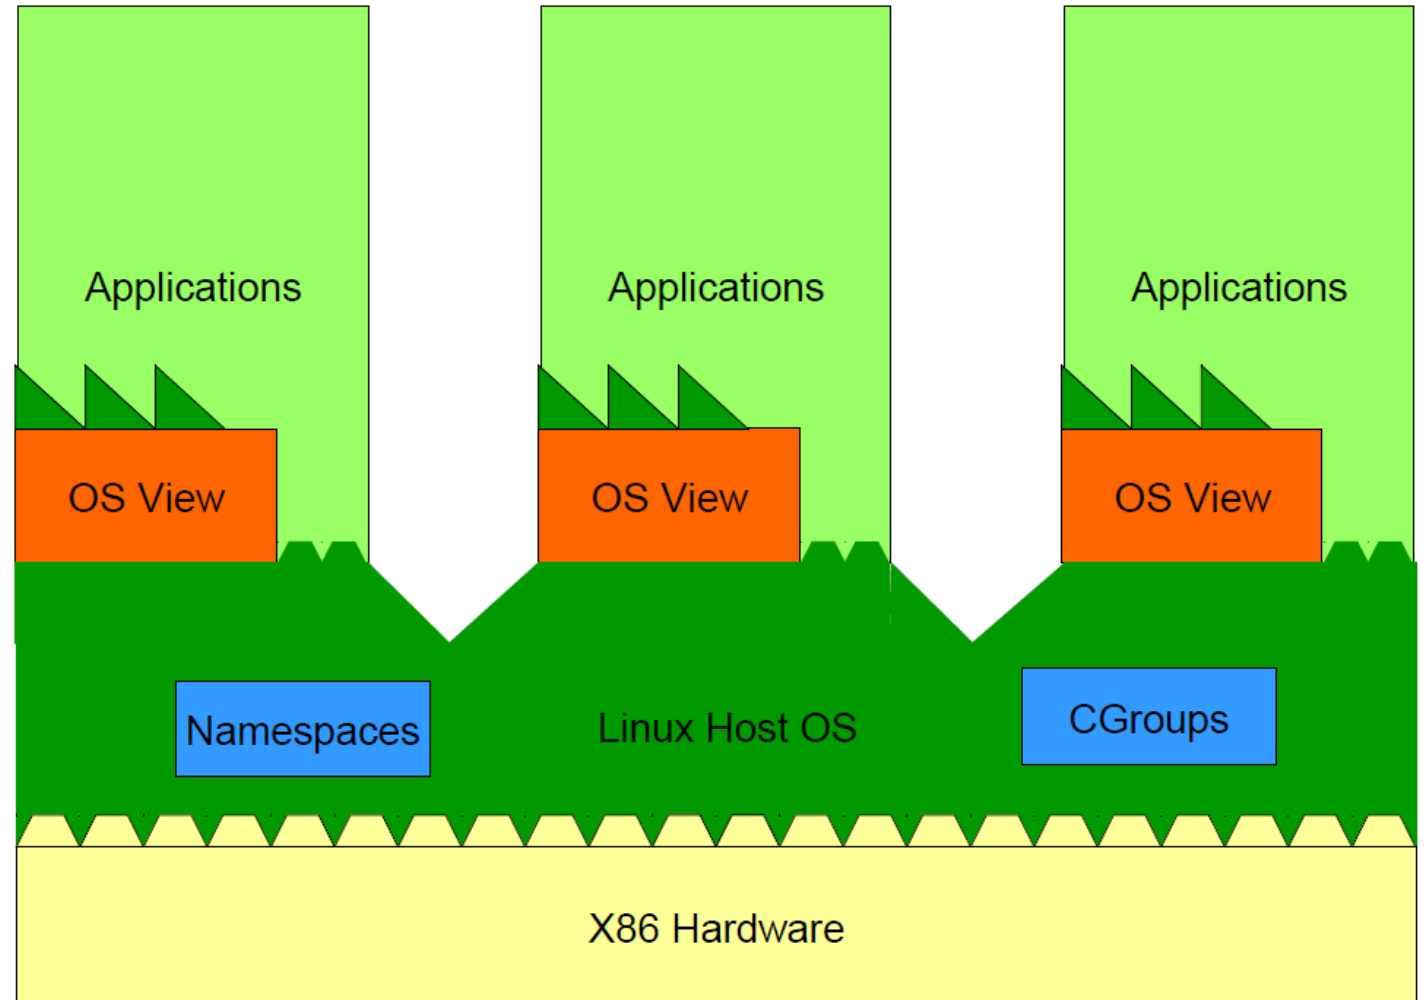 Applications
Applications
Applications
OS View
OS View
OS View
Namespaces
Linux Host OS
CGroups
X86 Hardware